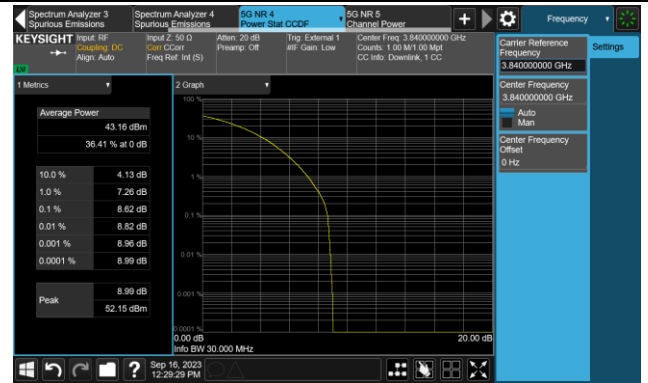 Spectrum Analyzer 3
Spurious Emissions
Spectrum Analyzer 4
Spurious Emissions
5G NR 4
Power Stat CCDF
5G NR 5
Channel Power
Frequency
KEYSIGHT
Input: RF
Coupling: DC
Align: Auto
Input Z: 50 Ω
Corr CCorr
Freq Ref: Int (S)
Atten: 20 dB
Preamp: Off
Trig: External 1
#IF Gain: Low
Center Freq: 3.840000000 GHz
Counts: 1.00 M/1.00 Mpt
CC Info: Downlink, 1 CC
Carrier Reference
Frequency
3.840000000 GHz
Settings
Center Frequency
3.840000000 GHz
Auto
Man
Center Frequency
Offset
0 Hz
1 Metrics
Average Power
43.16 dBm
36.41 % at 0 dB
10.0 % 4.13 dB
1.0 % 7.26 dB
0.1 % 8.62 dB
0.01 % 8.82 dB
0.001 % 8.96 dB
0.0001 % 8.99 dB
Peak
8.99 dB
52.15 dBm
2 Graph
100 %
10 %
1 %
0.1 %
0.01 %
0.001 %
0.0001 %
0.00 dB
20.00 dB
Info BW 30.000 MHz
?
Sep 16, 2023
12:29:29 PM